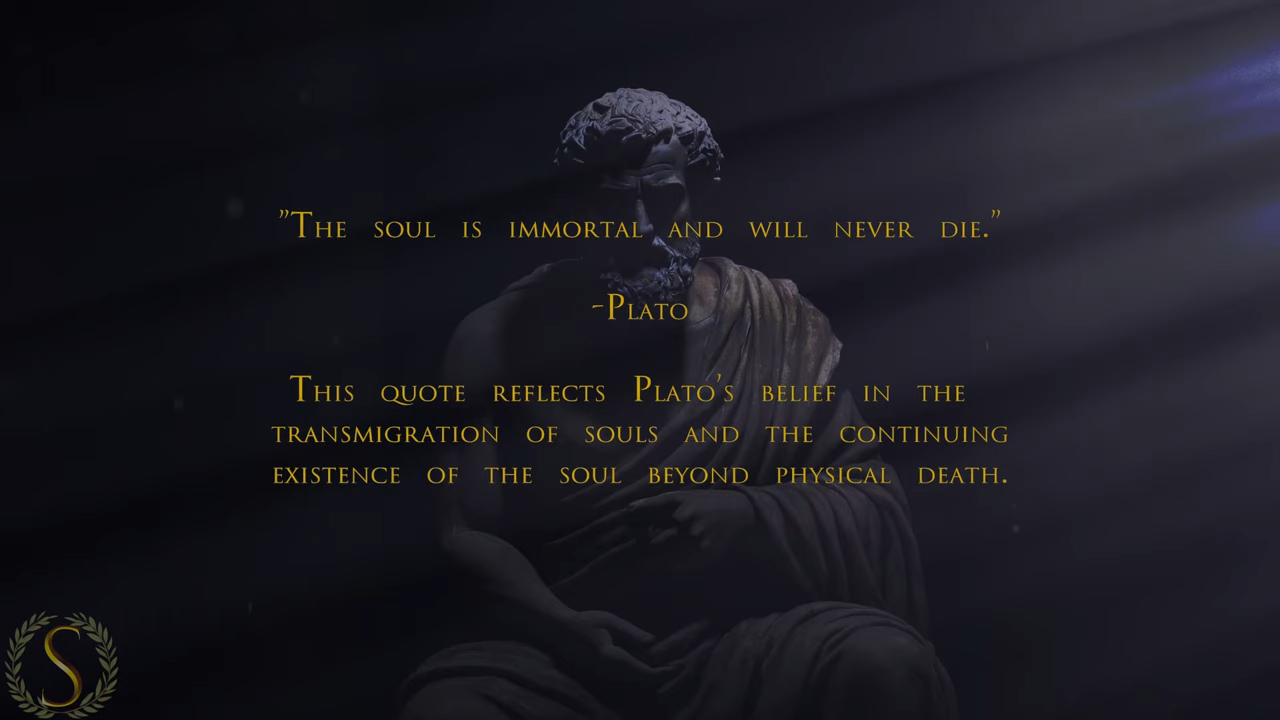 "The soul is immortal and will never die."
-Plato
This quote reflects Plato's belief in the
transmigration of souls and the continuing
existence of the soul beyond physical death.
S